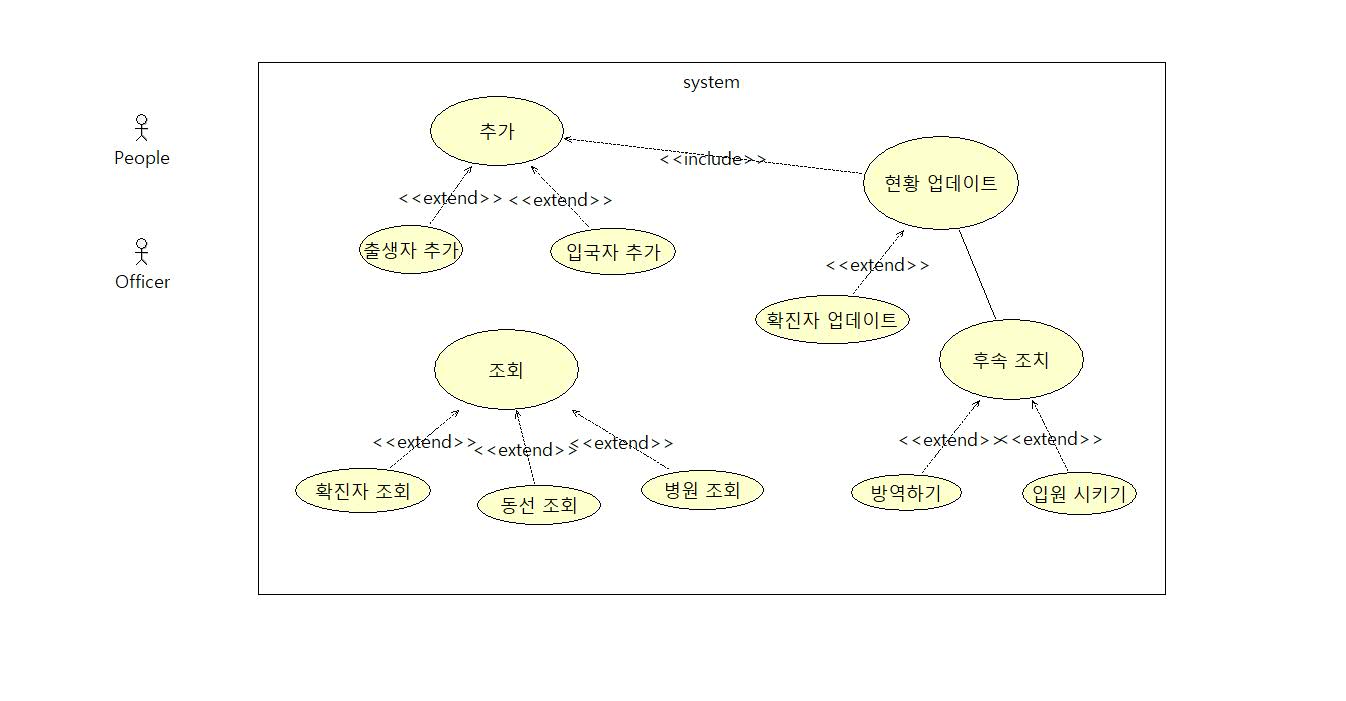 system
People
Officer
추가
<<include>>
현황 업데이트
<<extend>>
<<extend>>
출생자 추가
입국자 추가
<<extend>>
확진자 업데이트
후속 조치
조회
<<extend>>
<<extend>>
<<extend>>
<<extend>>
<<extend>>
확진자 조회
동선 조회
병원 조회
방역하기
입원 시키기